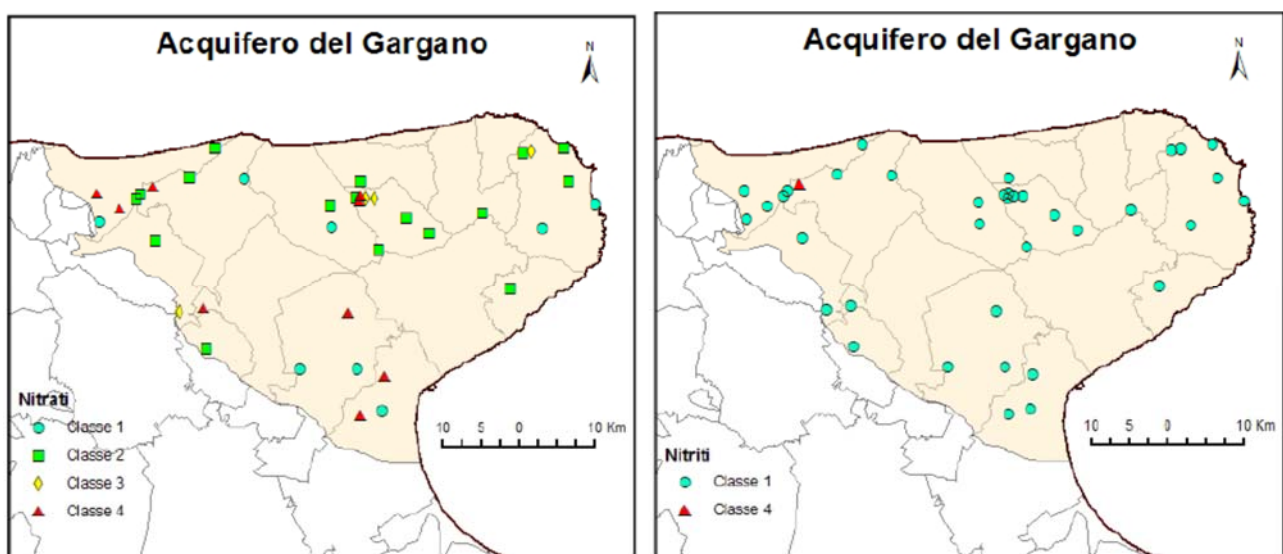 Acquifero del Gargano
N
Nitrati
Classe 1
Classe 2
Classe 3
Classe 4
10 5 0 10 Km
Acquifero del Gargano
N
Nitriti
Classe 1
Classe 4
10 5 0 10 Km